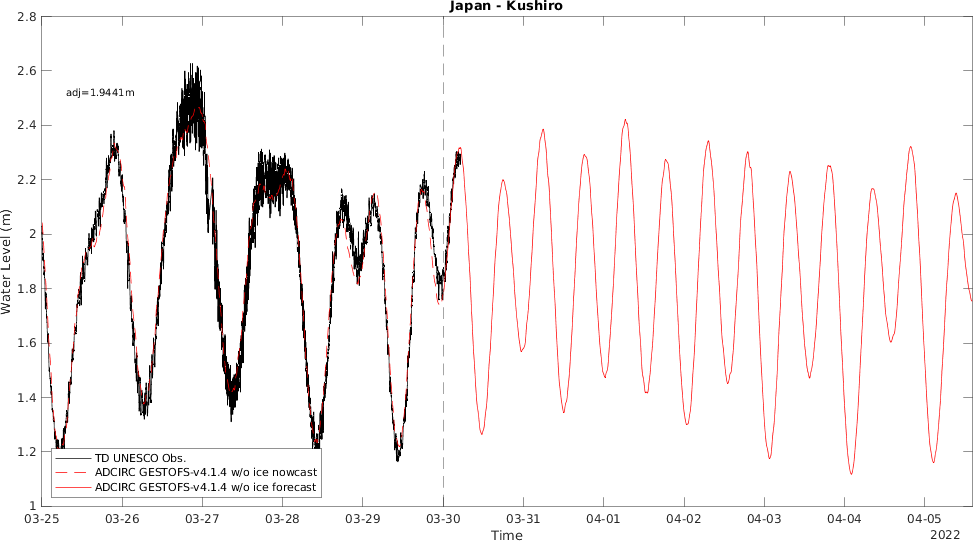 Japan - Kushiro
2.8
2.6
2.4
2.2
2
1.8
1.6
1.4
1.2
1
Water Level (m)
adj=1.9441m
TD UNESCO Obs.
ADCIRC GESTOFS-v4.1.4 w/o ice nowcast
ADCIRC GESTOFS-v4.1.4 w/o ice forecast
03-25 03-26 03-27 03-28 03-29 03-30 03-31 04-01 04-02 04-03 04-04 04-05
Time
2022